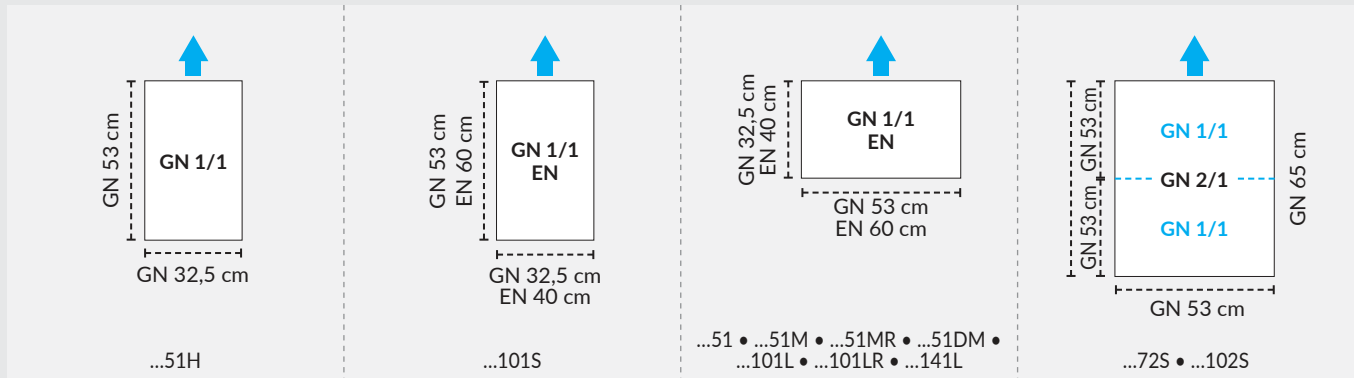 GN 53 cm
GN 1/1
GN 32,5 cm
...51H
GN 53 cm
EN 60 cm
GN 1/1
EN
GN 32,5 cm
EN 40 cm
...101S
GN 32,5 cm
EN 40 cm
GN 1/1
EN
GN 53 cm
EN 60 cm
...51 • ...51M • ...51MR • ...51DM •
...101L • ...101LR • ...141L
GN 53 cm
GN 53 cm
GN 1/1
GN 2/1
GN 1/1
GN 65 cm
GN 53 cm
...72S • ...102S